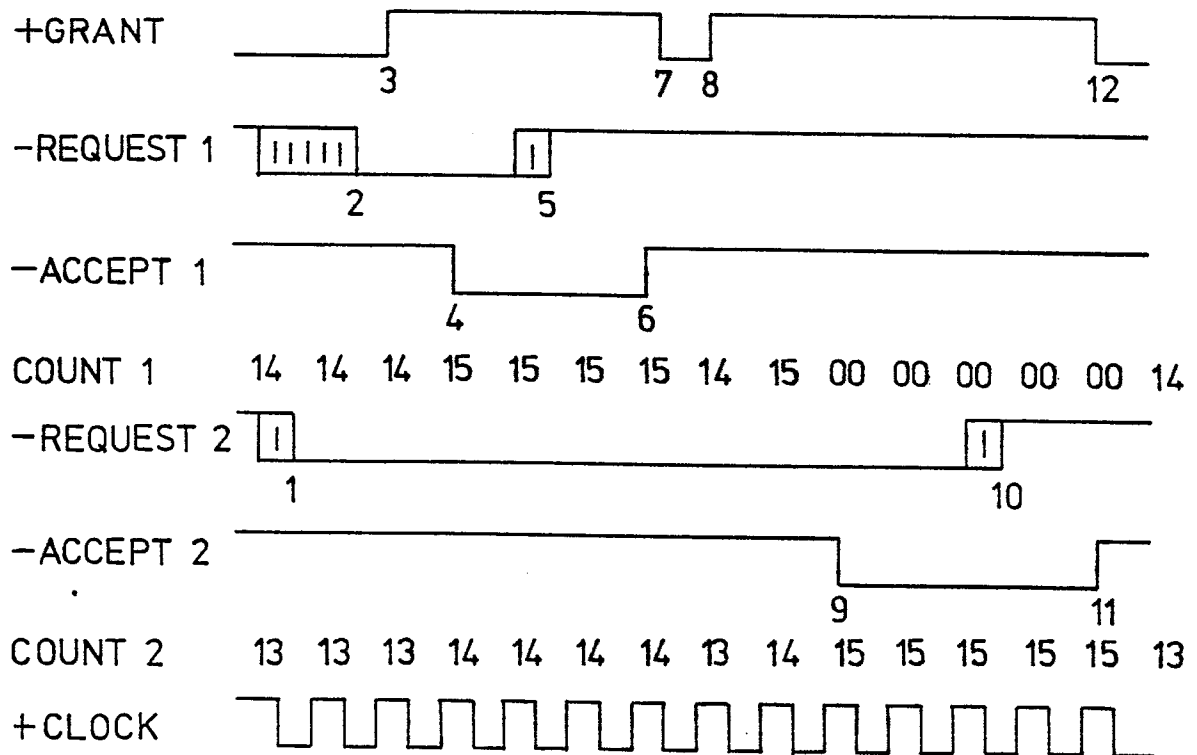 +GRANT
3 7 8 12
−REQUEST 1
2 5
−ACCEPT 1
4 6
COUNT 1 14 14 14 15 15 15 15 14 15 00 00 00 00 00 14
−REQUEST 2
1 10
−ACCEPT 2
9 11
COUNT 2 13 13 13 14 14 14 14 13 14 15 15 15 15 15 13
+CLOCK